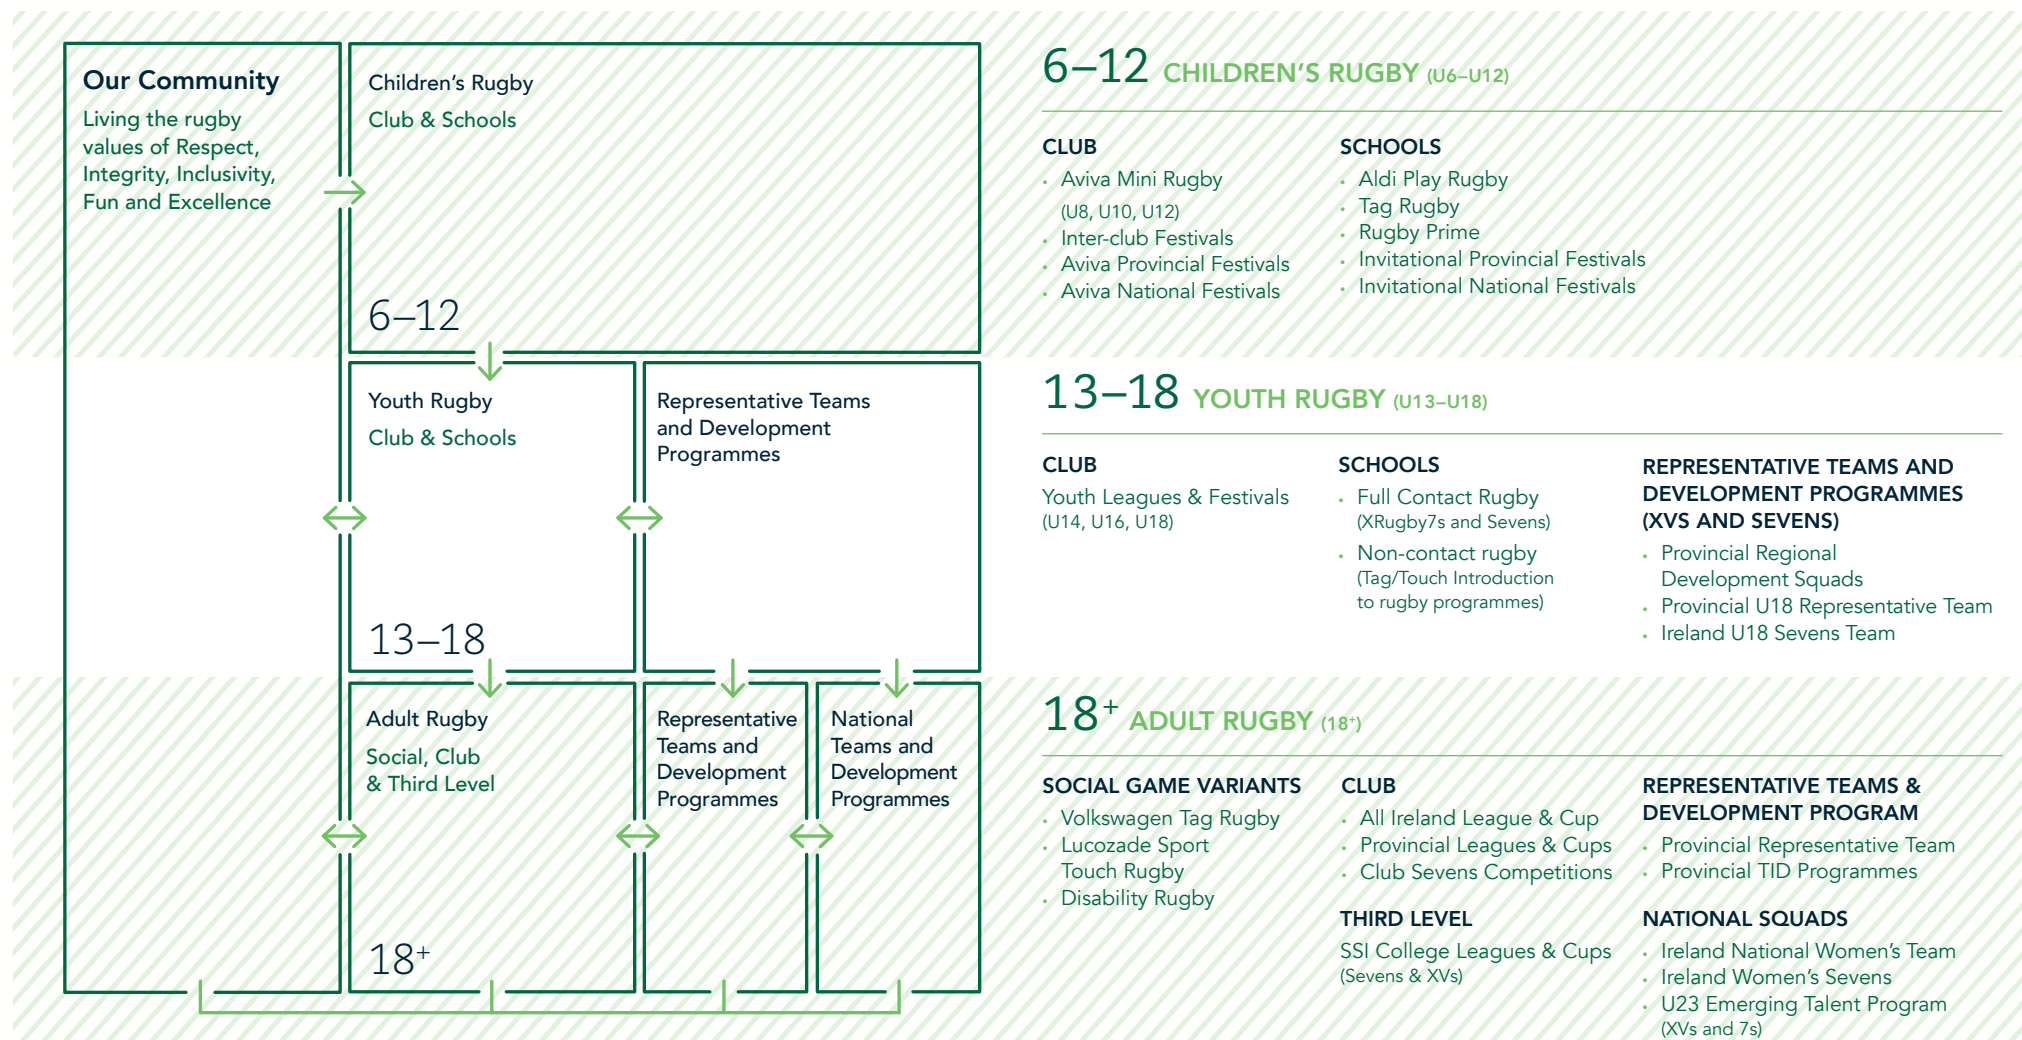 Our Community
Living the rugby
values of Respect,
Integrity, Inclusivity,
Fun and Excellence
Children’s Rugby
Club & Schools
6–12
Youth Rugby
Club & Schools
13–18
Representative Teams
and Development
Programmes
Adult Rugby
Social, Club
& Third Level
18+
Representative
Teams and
Development
Programmes
National
Teams and
Development
Programmes
6–12 CHILDREN’S RUGBY (U6–U12)
CLUB
• Aviva Mini Rugby
(U8, U10, U12)
• Inter-club Festivals
• Aviva Provincial Festivals
• Aviva National Festivals
SCHOOLS
• Aldi Play Rugby
• Tag Rugby
• Rugby Prime
• Invitational Provincial Festivals
• Invitational National Festivals
13–18 YOUTH RUGBY (U13–U18)
CLUB
Youth Leagues & Festivals
(U14, U16, U18)
SCHOOLS
• Full Contact Rugby
(XRugby7s and Sevens)
• Non-contact rugby
(Tag/Touch Introduction
to rugby programmes)
REPRESENTATIVE TEAMS AND
DEVELOPMENT PROGRAMMES
(XVS AND SEVENS)
• Provincial Regional
Development Squads
• Provincial U18 Representative Team
• Ireland U18 Sevens Team
18+ ADULT RUGBY (18+)
SOCIAL GAME VARIANTS
• Volkswagen Tag Rugby
• Lucozade Sport
Touch Rugby
• Disability Rugby
CLUB
• All Ireland League & Cup
• Provincial Leagues & Cups
• Club Sevens Competitions
THIRD LEVEL
SSI College Leagues & Cups
(Sevens & XVs)
REPRESENTATIVE TEAMS &
DEVELOPMENT PROGRAM
• Provincial Representative Team
• Provincial TID Programmes
NATIONAL SQUADS
• Ireland National Women’s Team
• Ireland Women’s Sevens
• U23 Emerging Talent Program
(XVs and 7s)